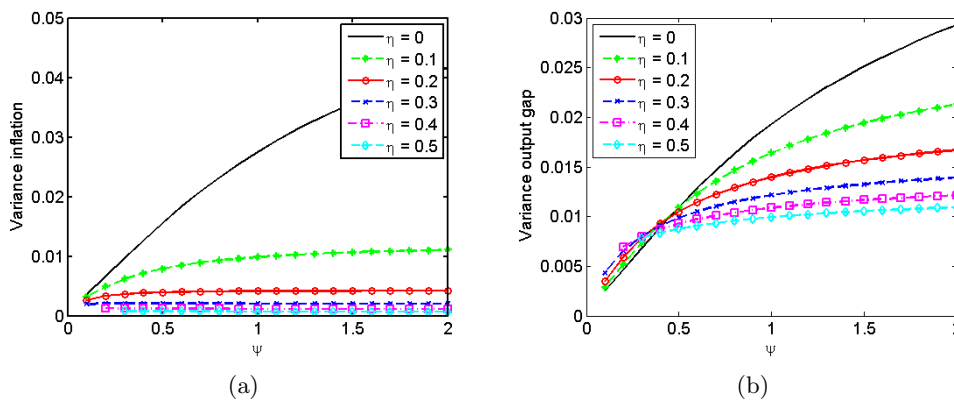 0.05
0.04
0.03
0.02
0.01
0
0 0.5 1 1.5 2
Variance inflation
ψ
η = 0
η = 0.1
η = 0.2
η = 0.3
η = 0.4
η = 0.5
(a)
0.03
0.025
0.02
0.015
0.01
0.005
0
0 0.5 1 1.5 2
Variance output gap
ψ
η = 0
η = 0.1
η = 0.2
η = 0.3
η = 0.4
η = 0.5
(b)